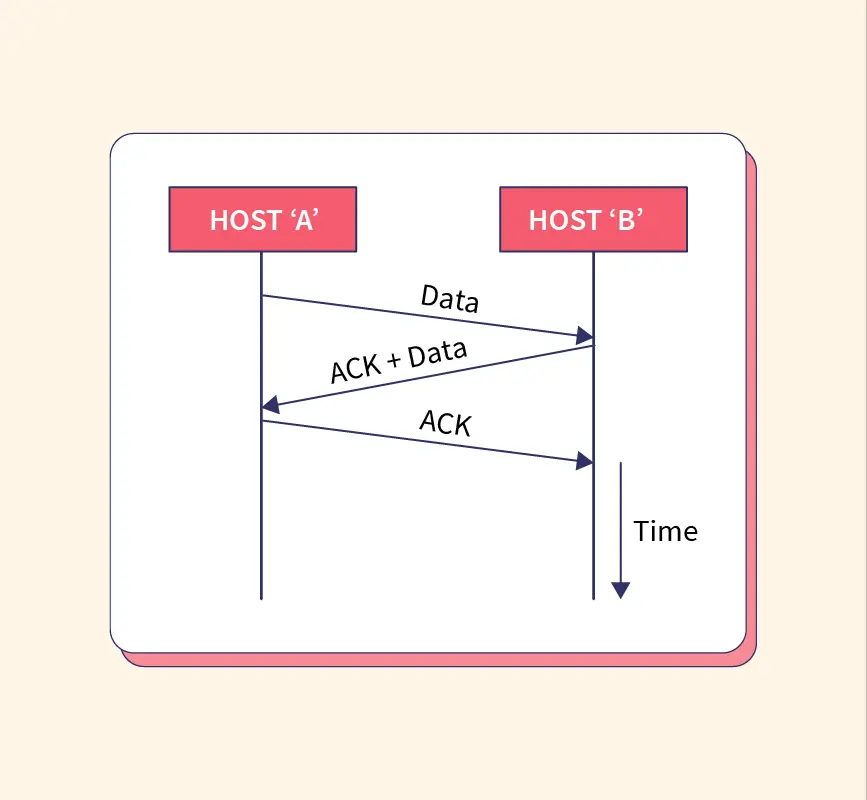 HOST ‘A’
HOST ‘B’
Data
ACK + Data
ACK
Time